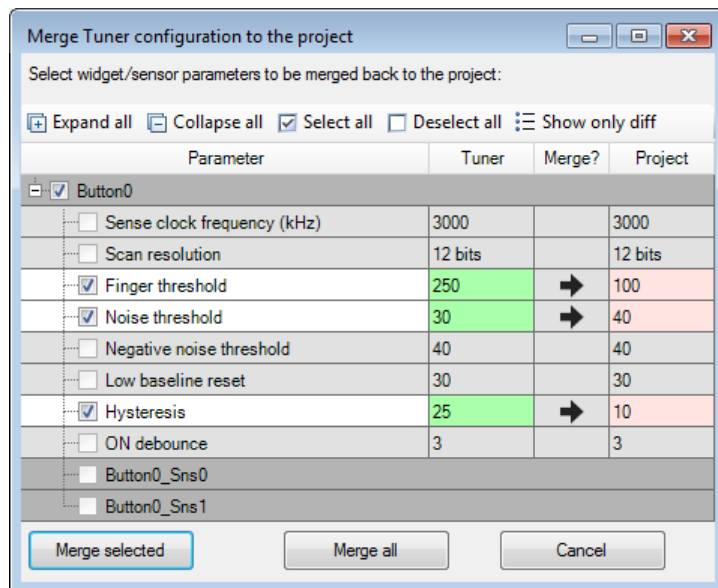 Merge Tuner configuration to the project
Select widget/sensor parameters to be merged back to the project:
Expand all Collapse all Select all Deselect all Show only diff
Parameter Tuner Merge? Project
Button0
Sense clock frequency (kHz) 3000 3000
Scan resolution 12 bits 12 bits
Finger threshold 250 100
Noise threshold 30 40
Negative noise threshold 40 40
Low baseline reset 30 30
Hysteresis 25 10
ON debounce 3 3
Button0_Sns0
Button0_Sns1
Merge selected Merge all Cancel